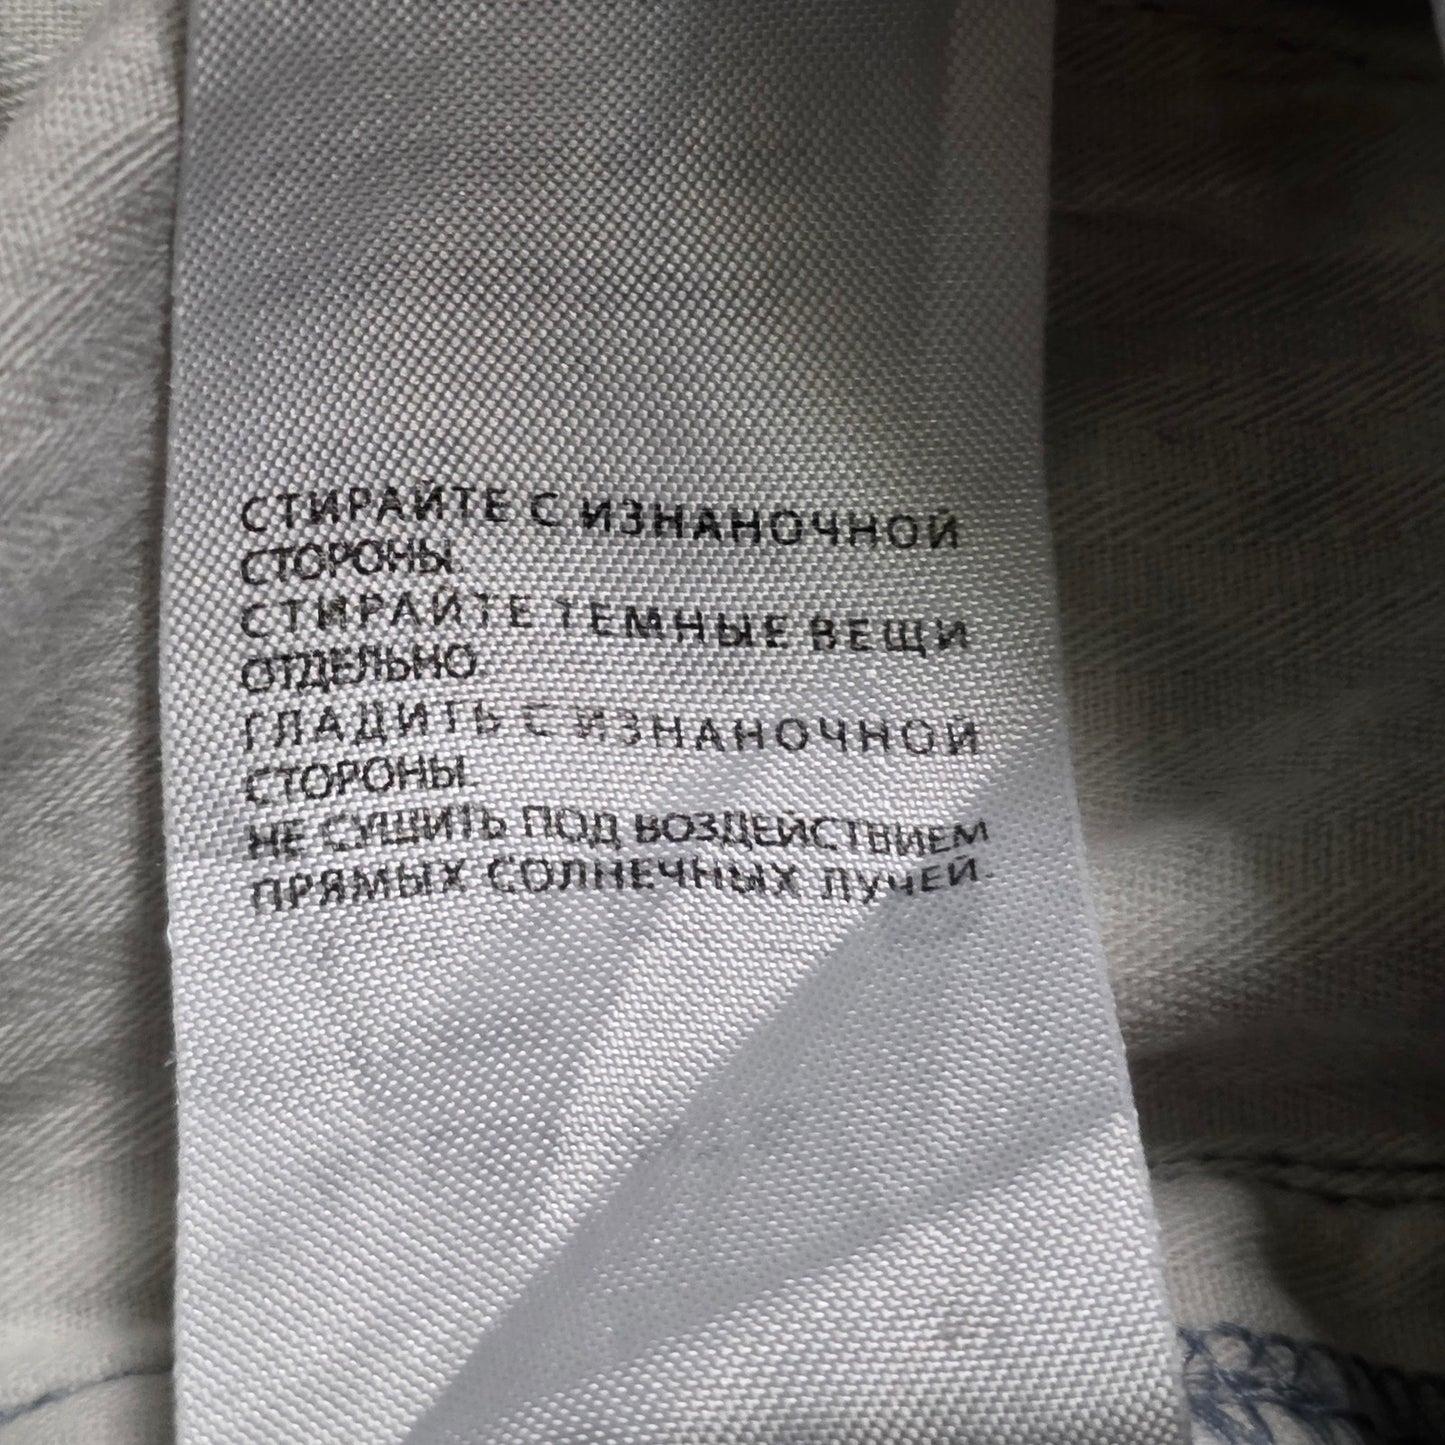 СТИРАЙТЕ С ИЗНАНОЧНОЙ
СТОРОНЫ.
СТИРАЙТЕ ТЕМНЫЕ ВЕЩИ
ОТДЕЛЬНО.
ГЛАДИТЬ С ИЗНАНОЧНОЙ
СТОРОНЫ.
НЕ СУШИТЬ ПОД ВОЗДЕЙСТВИЕМ
ПРЯМЫХ СОЛНЕЧНЫХ ЛУЧЕЙ.